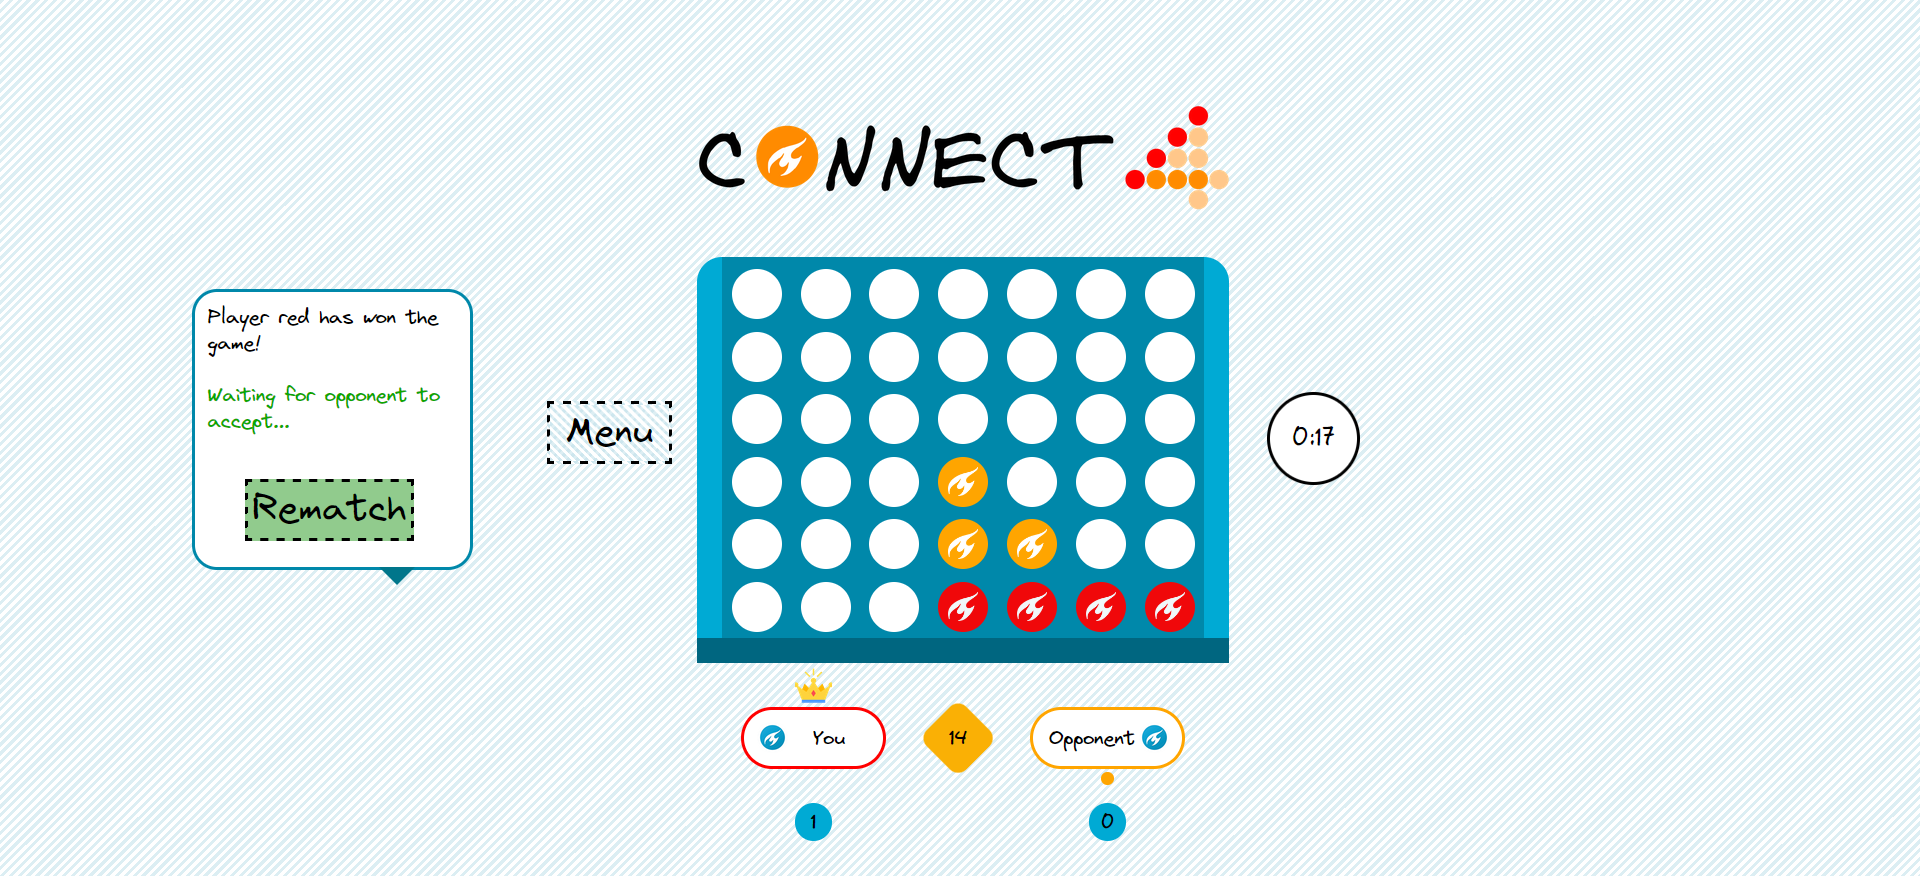 CONNECT
Player red has won the
game!
Waiting for opponent to
accept...
Rematch
Menu
0:17
You
14
Opponent
1
0